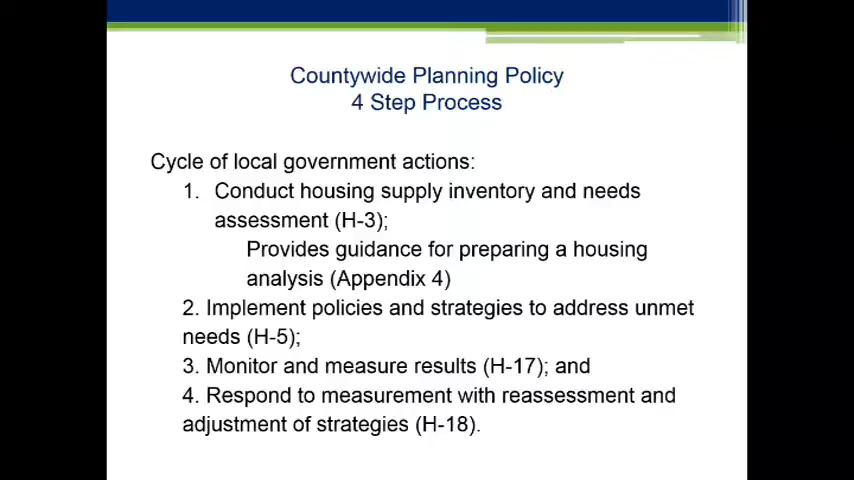 Countywide Planning Policy
4 Step Process
Cycle of local government actions:
1. Conduct housing supply inventory and needs
assessment (H-3);
Provides guidance for preparing a housing
analysis (Appendix 4)
2. Implement policies and strategies to address unmet
needs (H-5);
3. Monitor and measure results (H-17); and
4. Respond to measurement with reassessment and
adjustment of strategies (H-18).